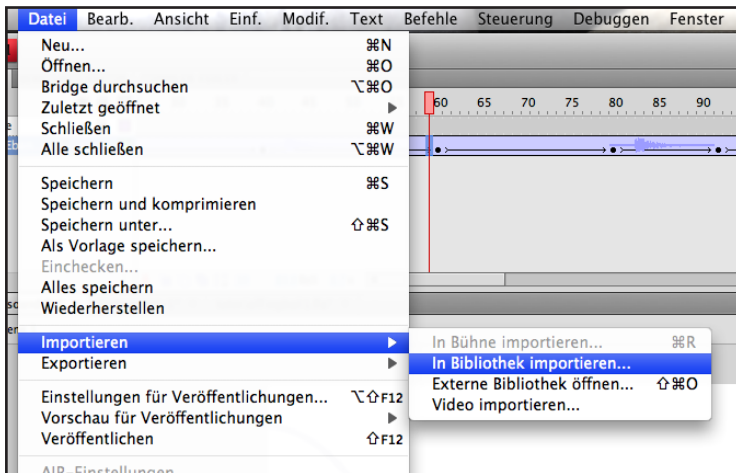 Datei Bearb. Ansicht Einf. Modif. Text Befehle Steuerung Debuggen Fenster
Neu... ⌘N
Öffnen... ⌘O
Bridge durchsuchen ⌥⌘O
Zuletzt geöffnet ▶
Schließen ⌘W
Alle schließen ⌥⌘W
60 65 70 75 80 85 90
Speichern ⌘S
Speichern und komprimieren
Speichern unter... ⇧⌘S
Als Vorlage speichern...
Einchecken...
Alles speichern
Wiederherstellen
Importieren ▶
Exportieren ▶
In Bühne importieren... ⌘R
In Bibliothek importieren...
Externe Bibliothek öffnen... ⇧⌘O
Video importieren...
Einstellungen für Veröffentlichungen... ⌥⇧F12
Vorschau für Veröffentlichungen ▶
Veröffentlichen ⇧F12
AIR-Einstellungen